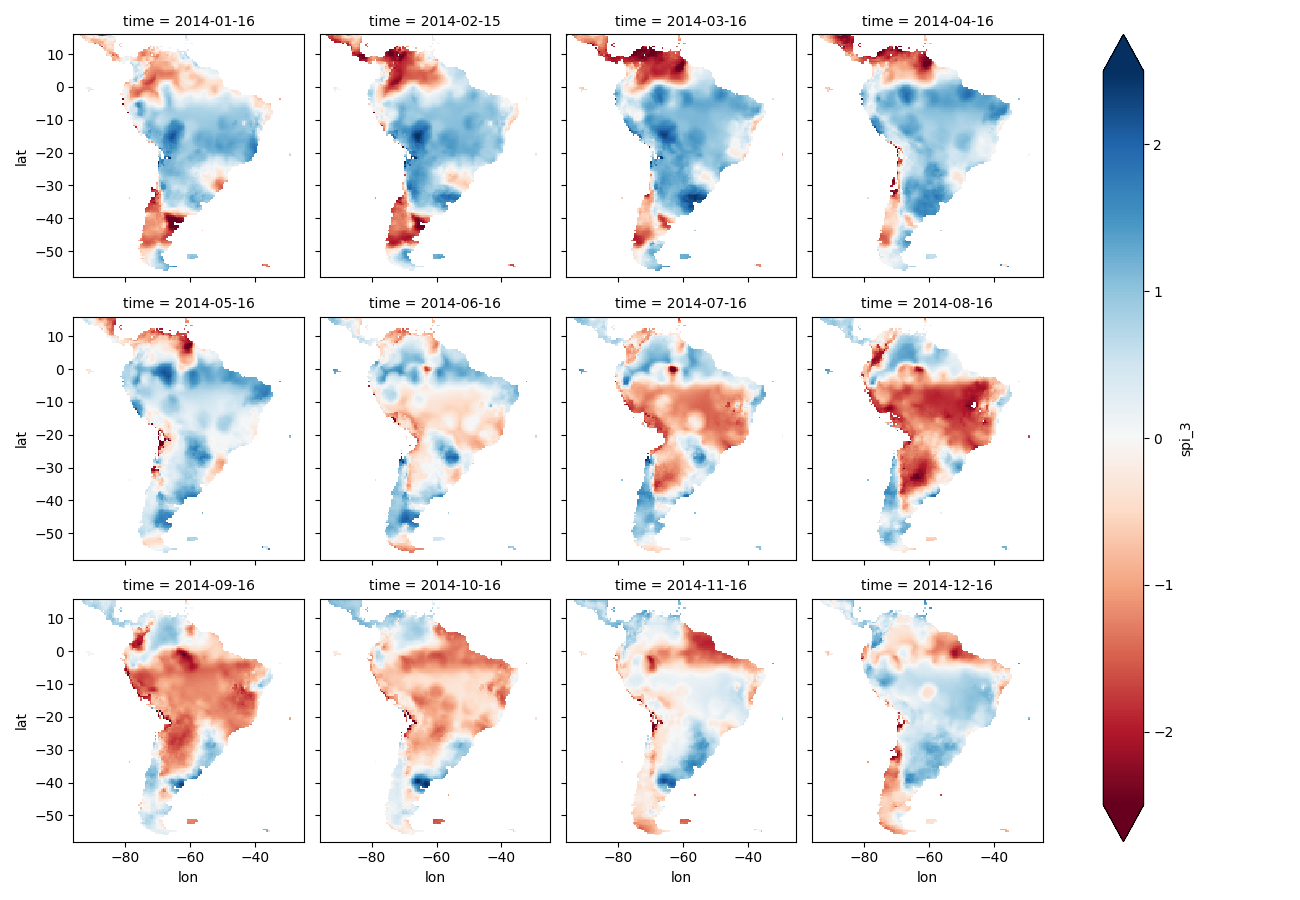 time = 2014-01-16
time = 2014-02-15
time = 2014-03-16
time = 2014-04-16
10
0
−10
−20
−30
−40
−50
lat
time = 2014-05-16
time = 2014-06-16
time = 2014-07-16
time = 2014-08-16
10
0
−10
−20
−30
−40
−50
lat
time = 2014-09-16
time = 2014-10-16
time = 2014-11-16
time = 2014-12-16
10
0
−10
−20
−30
−40
−50
lat
−80 −60 −40
−80 −60 −40
−80 −60 −40
−80 −60 −40
lon
lon
lon
lon
2
1
0
−1
−2
spi_3